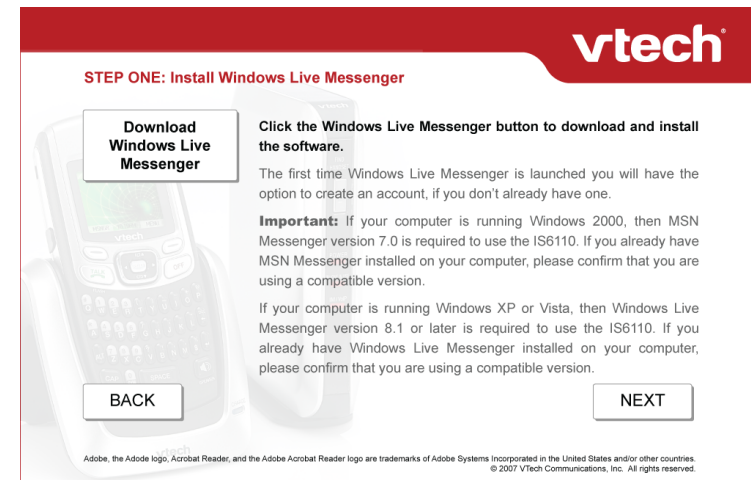 vtech®
STEP ONE: Install Windows Live Messenger
Download
Windows Live
Messenger
Click the Windows Live Messenger button to download and install
the software.
The first time Windows Live Messenger is launched you will have the
option to create an account, if you don't already have one.
Important: If your computer is running Windows 2000, then MSN
Messenger version 7.0 is required to use the IS6110. If you already have
MSN Messenger installed on your computer, please confirm that you are
using a compatible version.
If your computer is running Windows XP or Vista, then Windows Live
Messenger version 8.1 or later is required to use the IS6110. If you
already have Windows Live Messenger installed on your computer,
please confirm that you are using a compatible version.
BACK
NEXT
vtech
vtech
vtech
OFF
Adobe, the Adode logo, Acrobat Reader, and the Adobe Acrobat Reader logo are trademarks of Adobe Systems Incorporated in the United States and/or other countries.
© 2007 VTech Communications, Inc. All rights reserved.